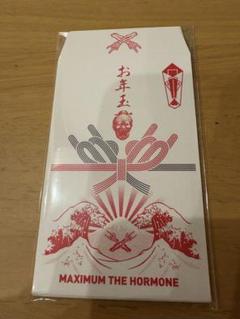 お年玉
MAXIMUM THE HORMONE